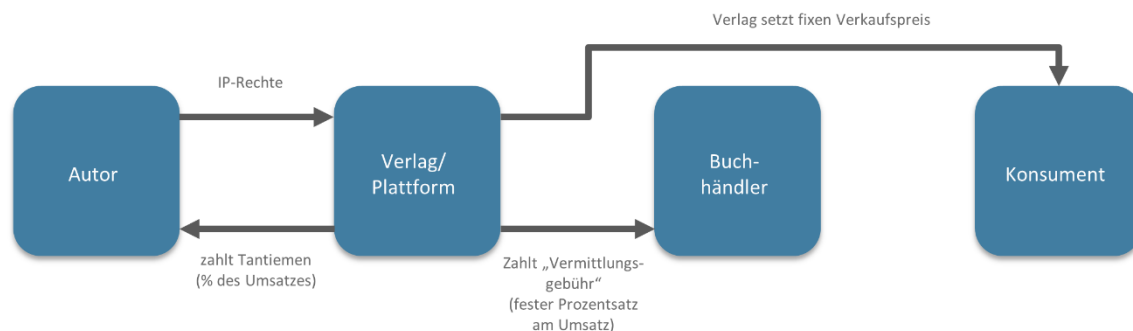 Verlag setzt fixen Verkaufspreis
IP-Rechte
Autor
Verlag/
Plattform
Buch-
händler
Konsument
zahlt Tantiemen
(% des Umsatzes)
Zahlt „Vermittlungs-
gebühr“
(fester Prozentsatz
am Umsatz)